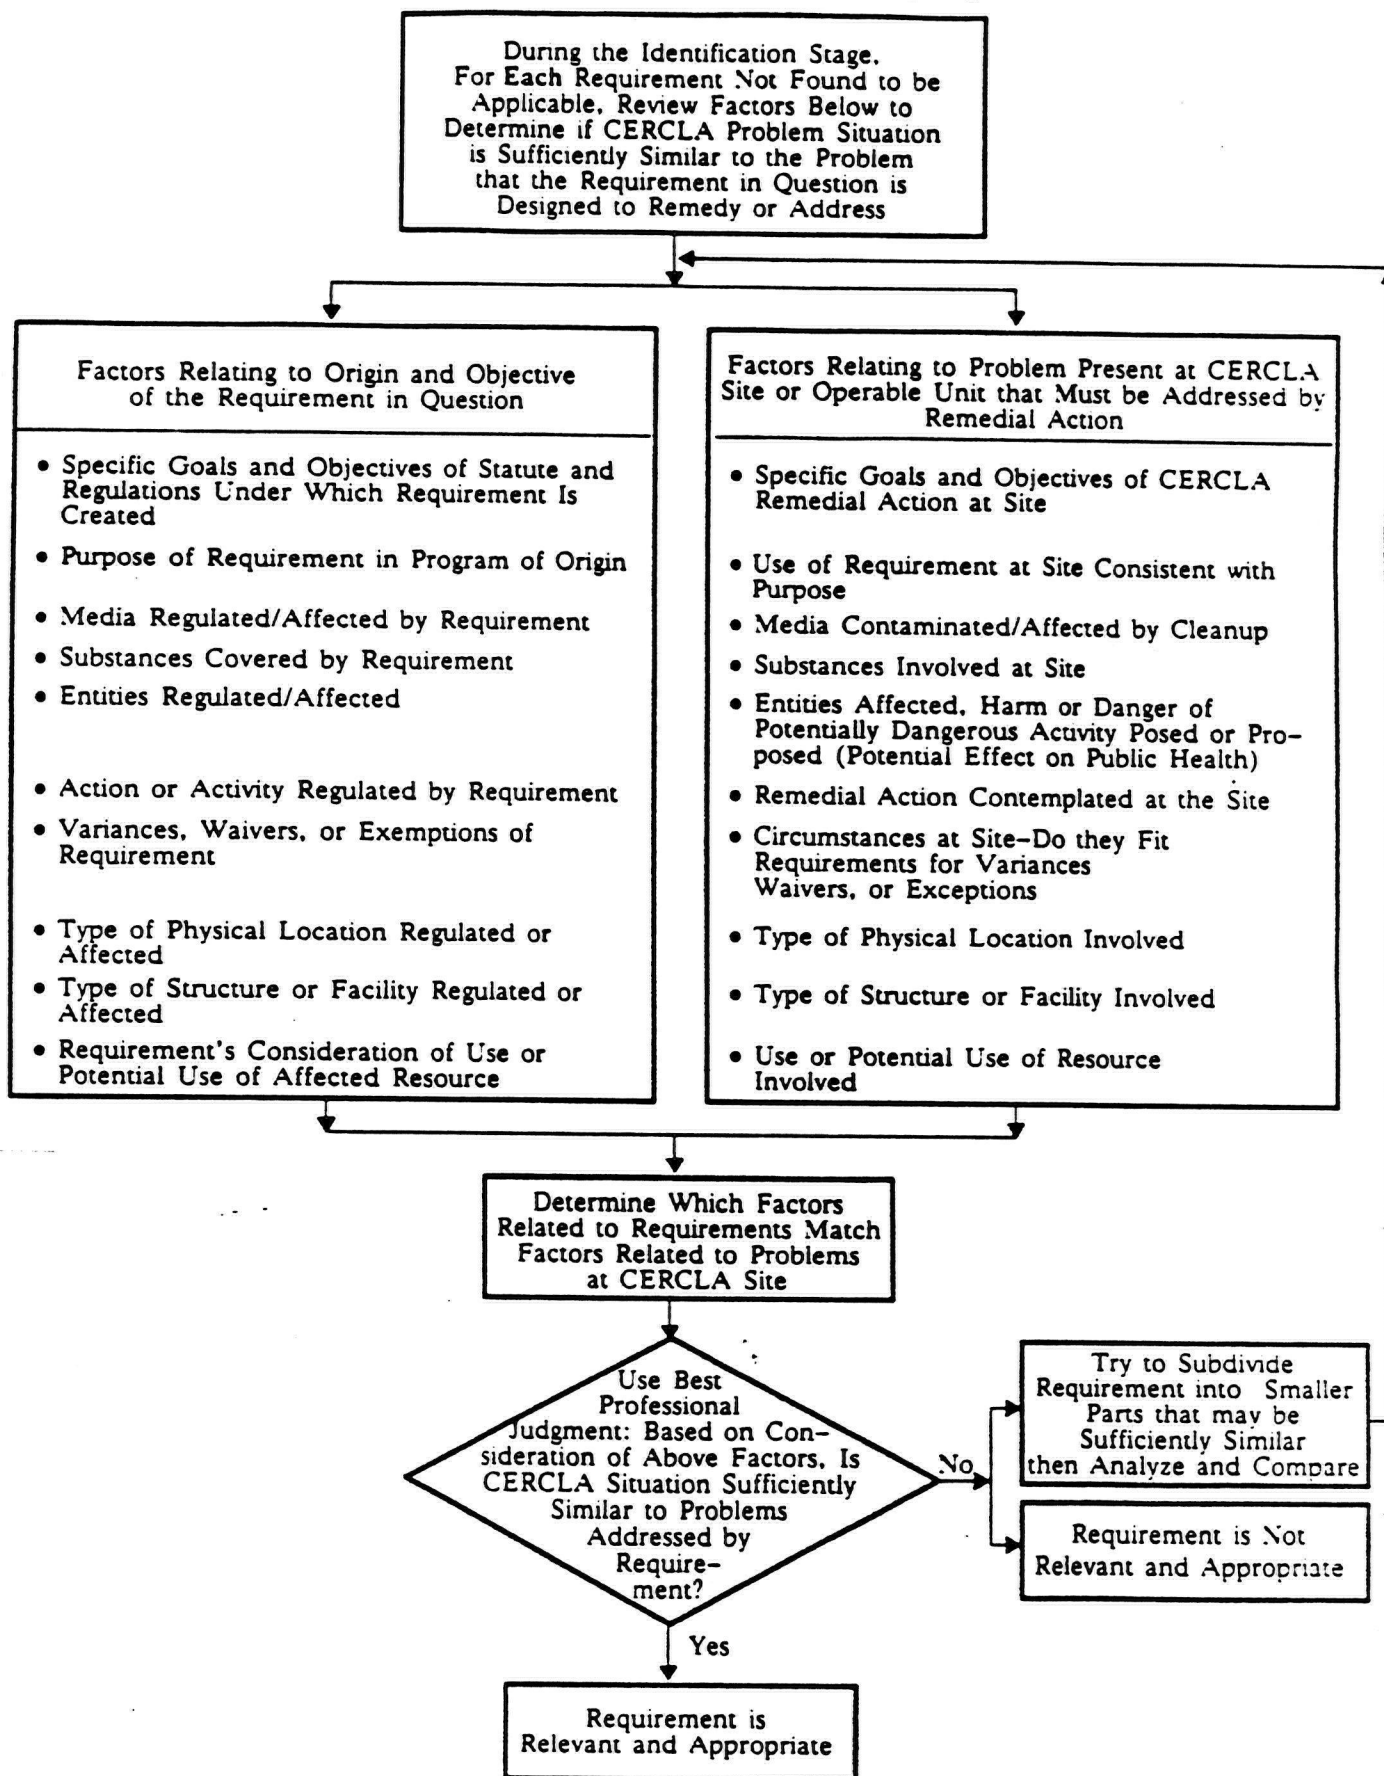 During the Identification Stage,
For Each Requirement Not Found to be
Applicable, Review Factors Below to
Determine if CERCLA Problem Situation
is Sufficiently Similar to the Problem
that the Requirement in Question is
Designed to Remedy or Address
Factors Relating to Origin and Objective
of the Requirement in Question
• Specific Goals and Objectives of Statute and
Regulations Under Which Requirement Is
Created
• Purpose of Requirement in Program of Origin
• Media Regulated/Affected by Requirement
• Substances Covered by Requirement
• Entities Regulated/Affected
• Action or Activity Regulated by Requirement
• Variances, Waivers, or Exemptions of
Requirement
• Type of Physical Location Regulated or
Affected
• Type of Structure or Facility Regulated or
Affected
• Requirement's Consideration of Use or
Potential Use of Affected Resource
Factors Relating to Problem Present at CERCLA
Site or Operable Unit that Must be Addressed by
Remedial Action
• Specific Goals and Objectives of CERCLA
Remedial Action at Site
• Use of Requirement at Site Consistent with
Purpose
• Media Contaminated/Affected by Cleanup
• Substances Involved at Site
• Entities Affected, Harm or Danger of
Potentially Dangerous Activity Posed or Pro-
posed (Potential Effect on Public Health)
• Remedial Action Contemplated at the Site
• Circumstances at Site-Do they Fit
Requirements for Variances
Waivers, or Exceptions
• Type of Physical Location Involved
• Type of Structure or Facility Involved
• Use or Potential Use of Resource
Involved
Determine Which Factors
Related to Requirements Match
Factors Related to Problems
at CERCLA Site
Use Best
Professional
Judgment: Based on Con-
sideration of Above Factors, Is
CERCLA Situation Sufficiently
Similar to Problems
Addressed by
Require-
ment?
No
Try to Subdivide
Requirement into Smaller
Parts that may be
Sufficiently Similar
then Analyze and Compare
Requirement is Not
Relevant and Appropriate
Yes
Requirement is
Relevant and Appropriate